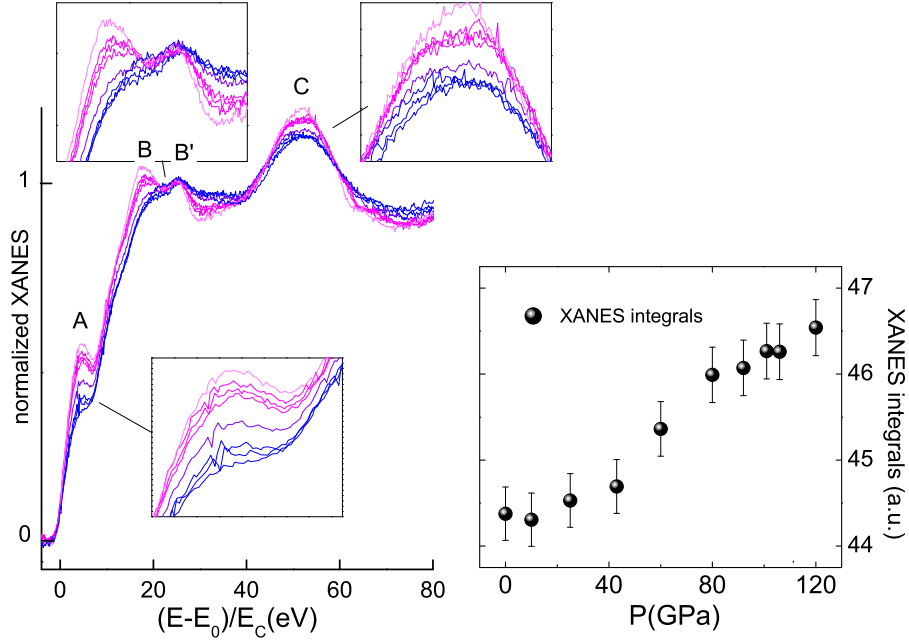 A
B
B'
C
1
0
normalized XANES
0 20 40 60 80
(E-E0)/EC(eV)
XANES integrals
47
46
45
44
XANES integrals (a.u.)
0 40 80 120
P(GPa)